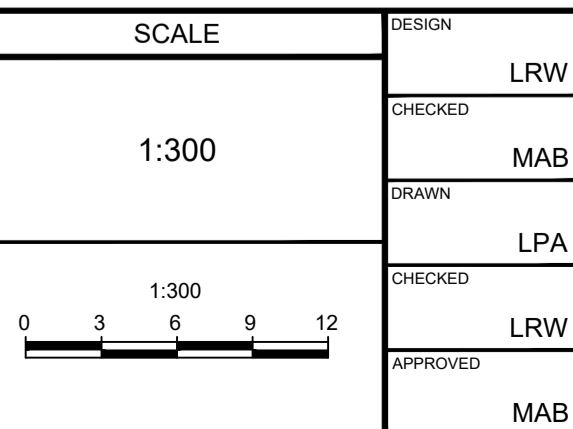 SCALE
1:300
1:300
0 3 6 9 12
DESIGN
LRW
CHECKED
MAB
DRAWN
LPA
CHECKED
LRW
APPROVED
MAB